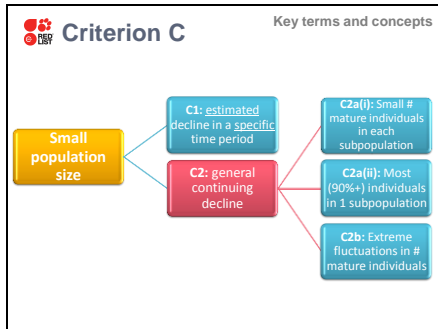 RED
LIST
Criterion C
Key terms and concepts
Small
population
size
C1: estimated
decline in a specific
time period
C2: general
continuing
decline
C2a(i): Small #
mature individuals
in each
subpopulation
C2a(ii): Most
(90%+) individuals
in 1 subpopulation
C2b: Extreme
fluctuations in #
mature individuals